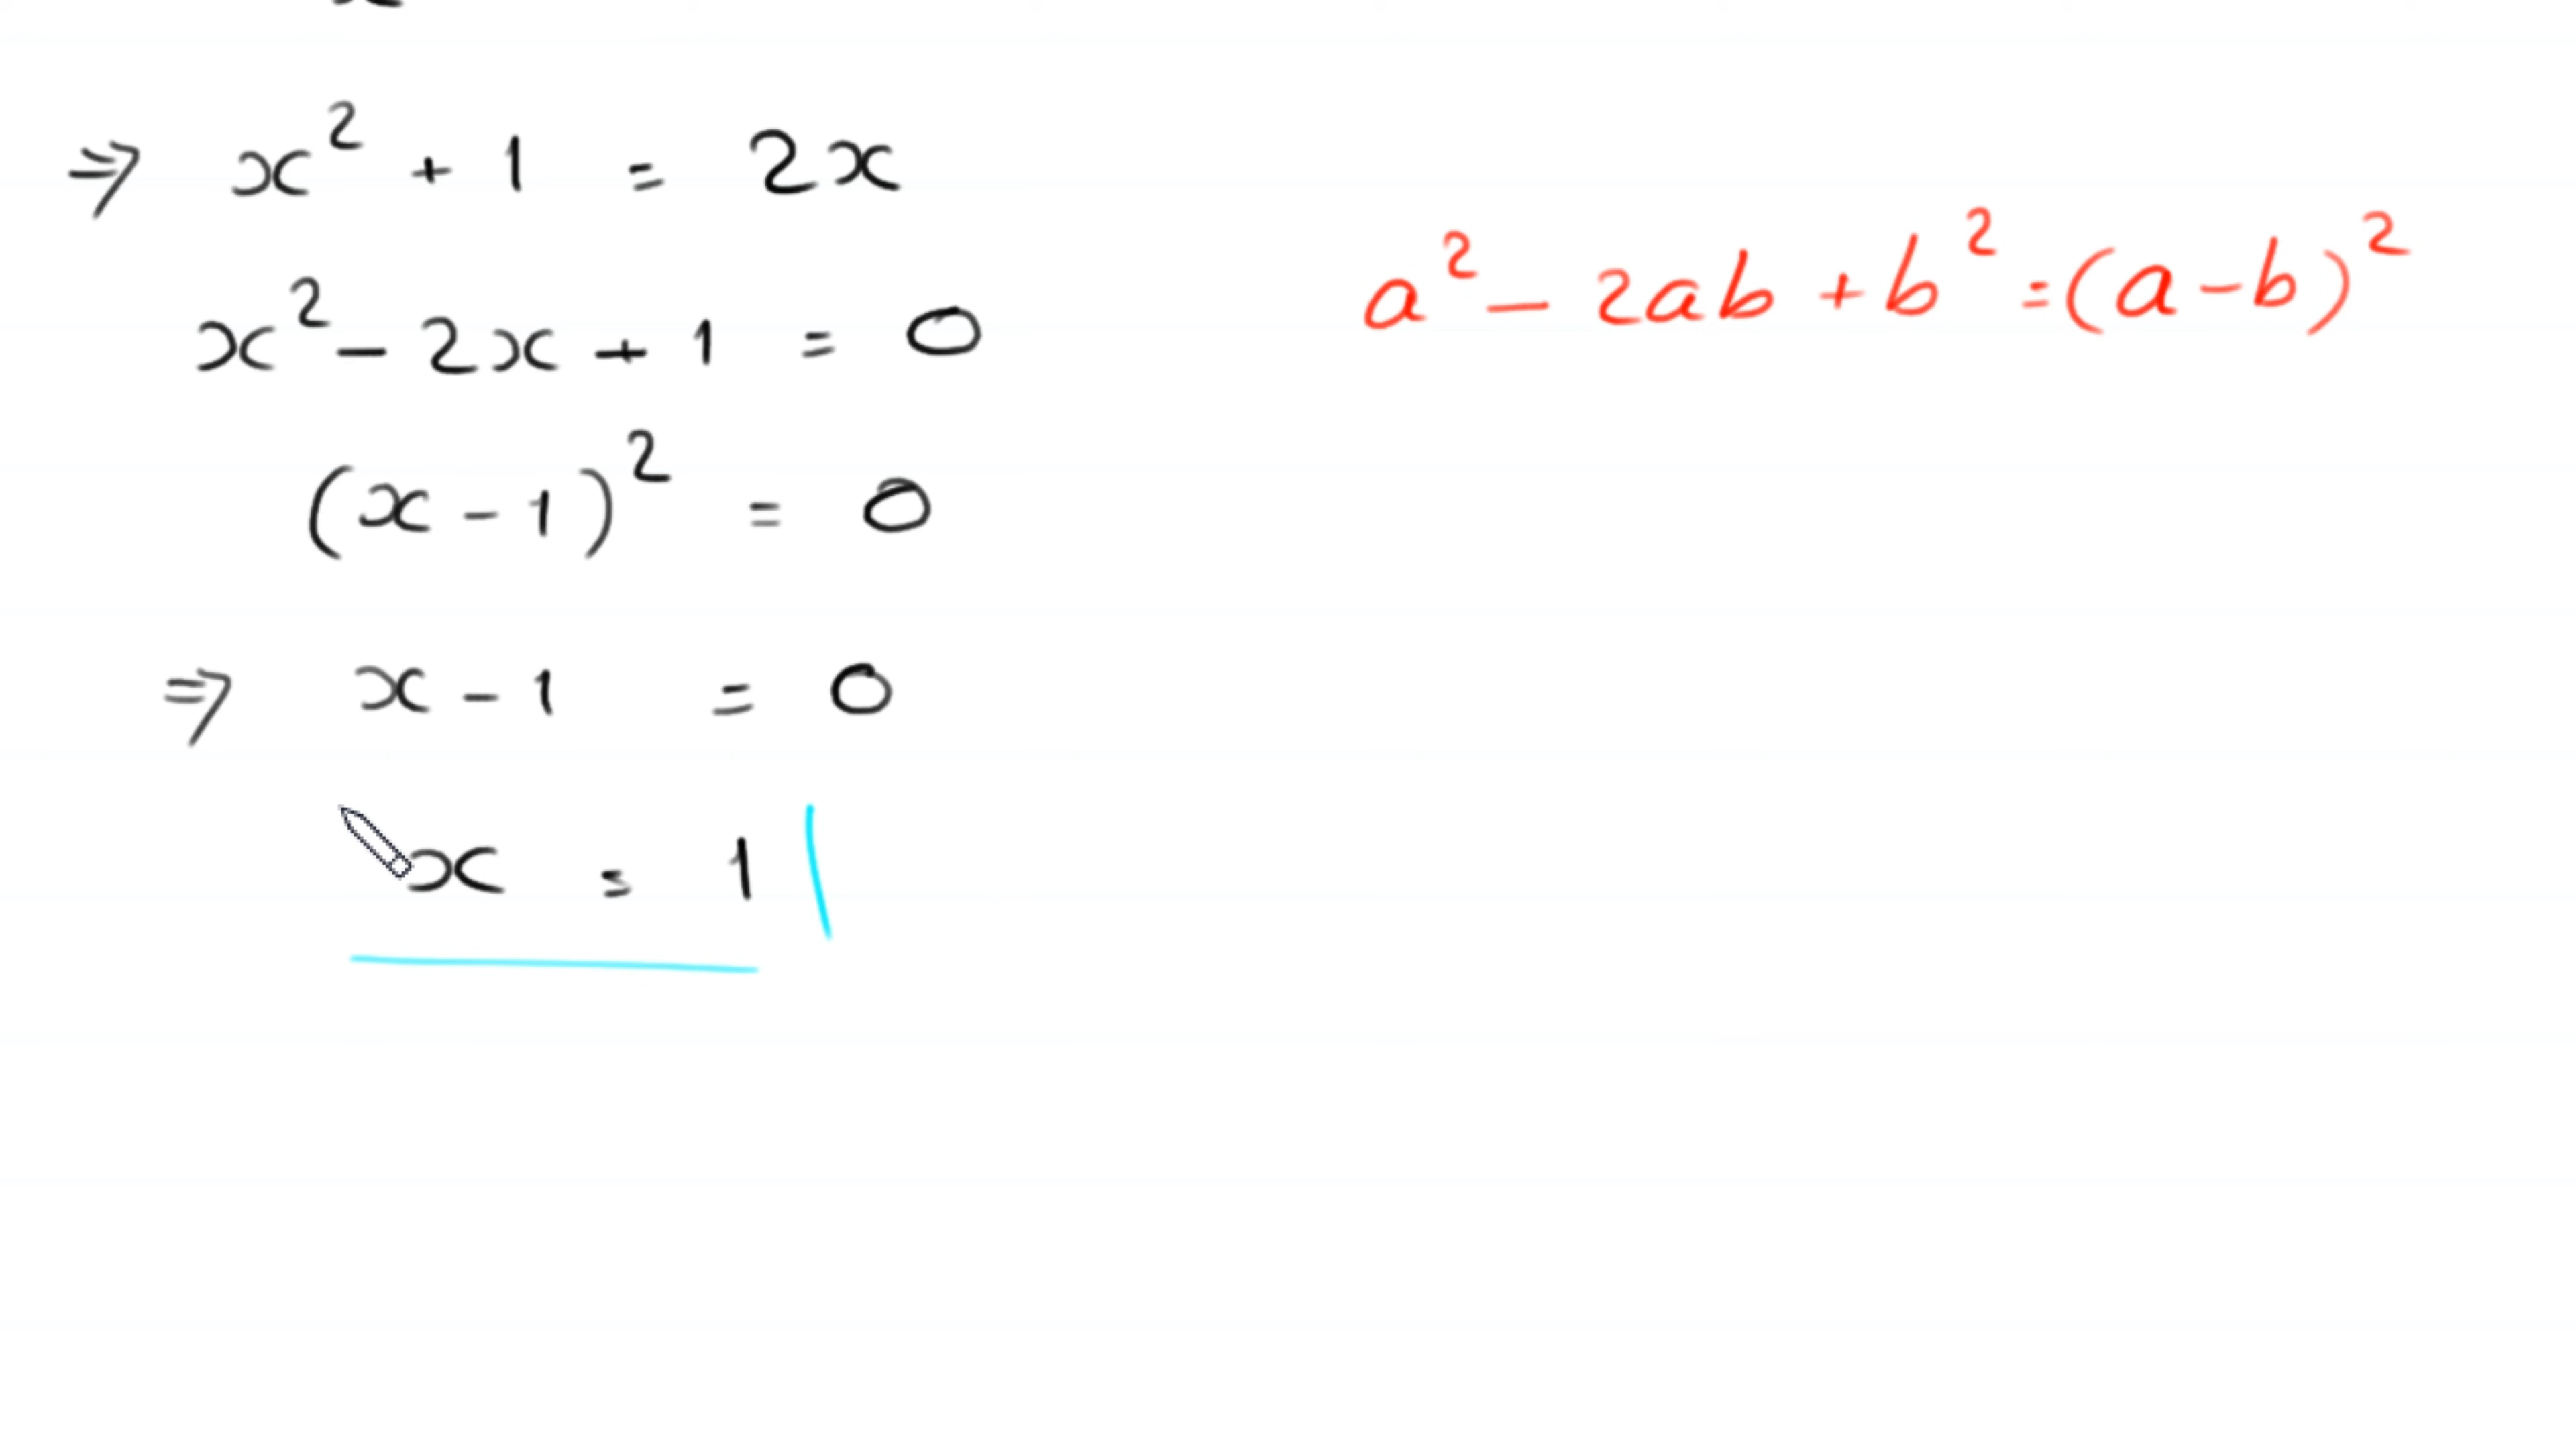 ⇒ x² + 1 = 2x
x² - 2x + 1 = 0
(x - 1)² = 0
⇒ x - 1 = 0
x = 1
a² - 2ab + b² = (a - b)²